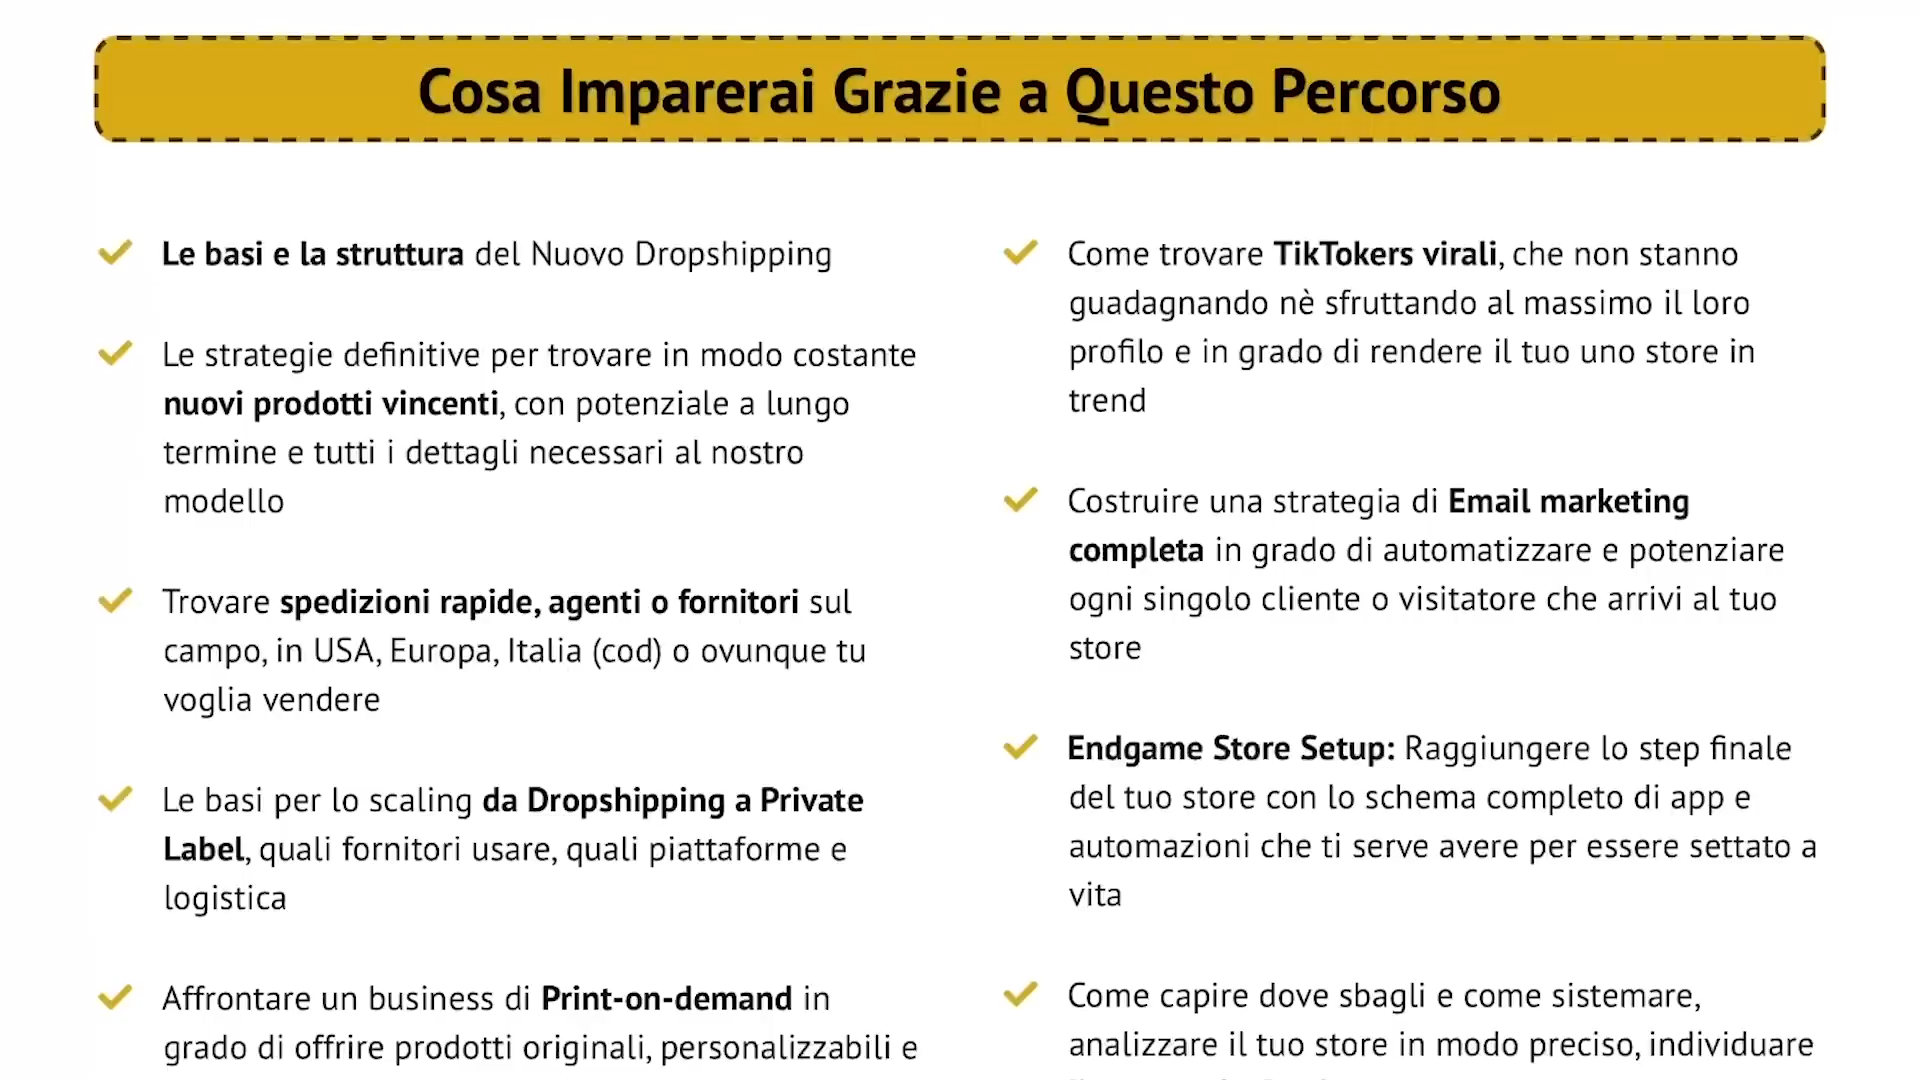 Cosa Imparerai Grazie a Questo Percorso
Le basi e la struttura del Nuovo Dropshipping
Le strategie definitive per trovare in modo costante
nuovi prodotti vincenti, con potenziale a lungo
termine e tutti i dettagli necessari al nostro
modello
Trovare spedizioni rapide, agenti o fornitori sul
campo, in USA, Europa, Italia (cod) o ovunque tu
voglia vendere
Le basi per lo scaling da Dropshipping a Private
Label, quali fornitori usare, quali piattaforme e
logistica
Affrontare un business di Print-on-demand in
grado di offrire prodotti originali, personalizzabili e
Come trovare TikTokers virali, che non stanno
guadagnando nè sfruttando al massimo il loro
profilo e in grado di rendere il tuo uno store in
trend
Costruire una strategia di Email marketing
completa in grado di automatizzare e potenziare
ogni singolo cliente o visitatore che arrivi al tuo
store
Endgame Store Setup: Raggiungere lo step finale
del tuo store con lo schema completo di app e
automazioni che ti serve avere per essere settato a
vita
Come capire dove sbagli e come sistemare,
analizzare il tuo store in modo preciso, individuare